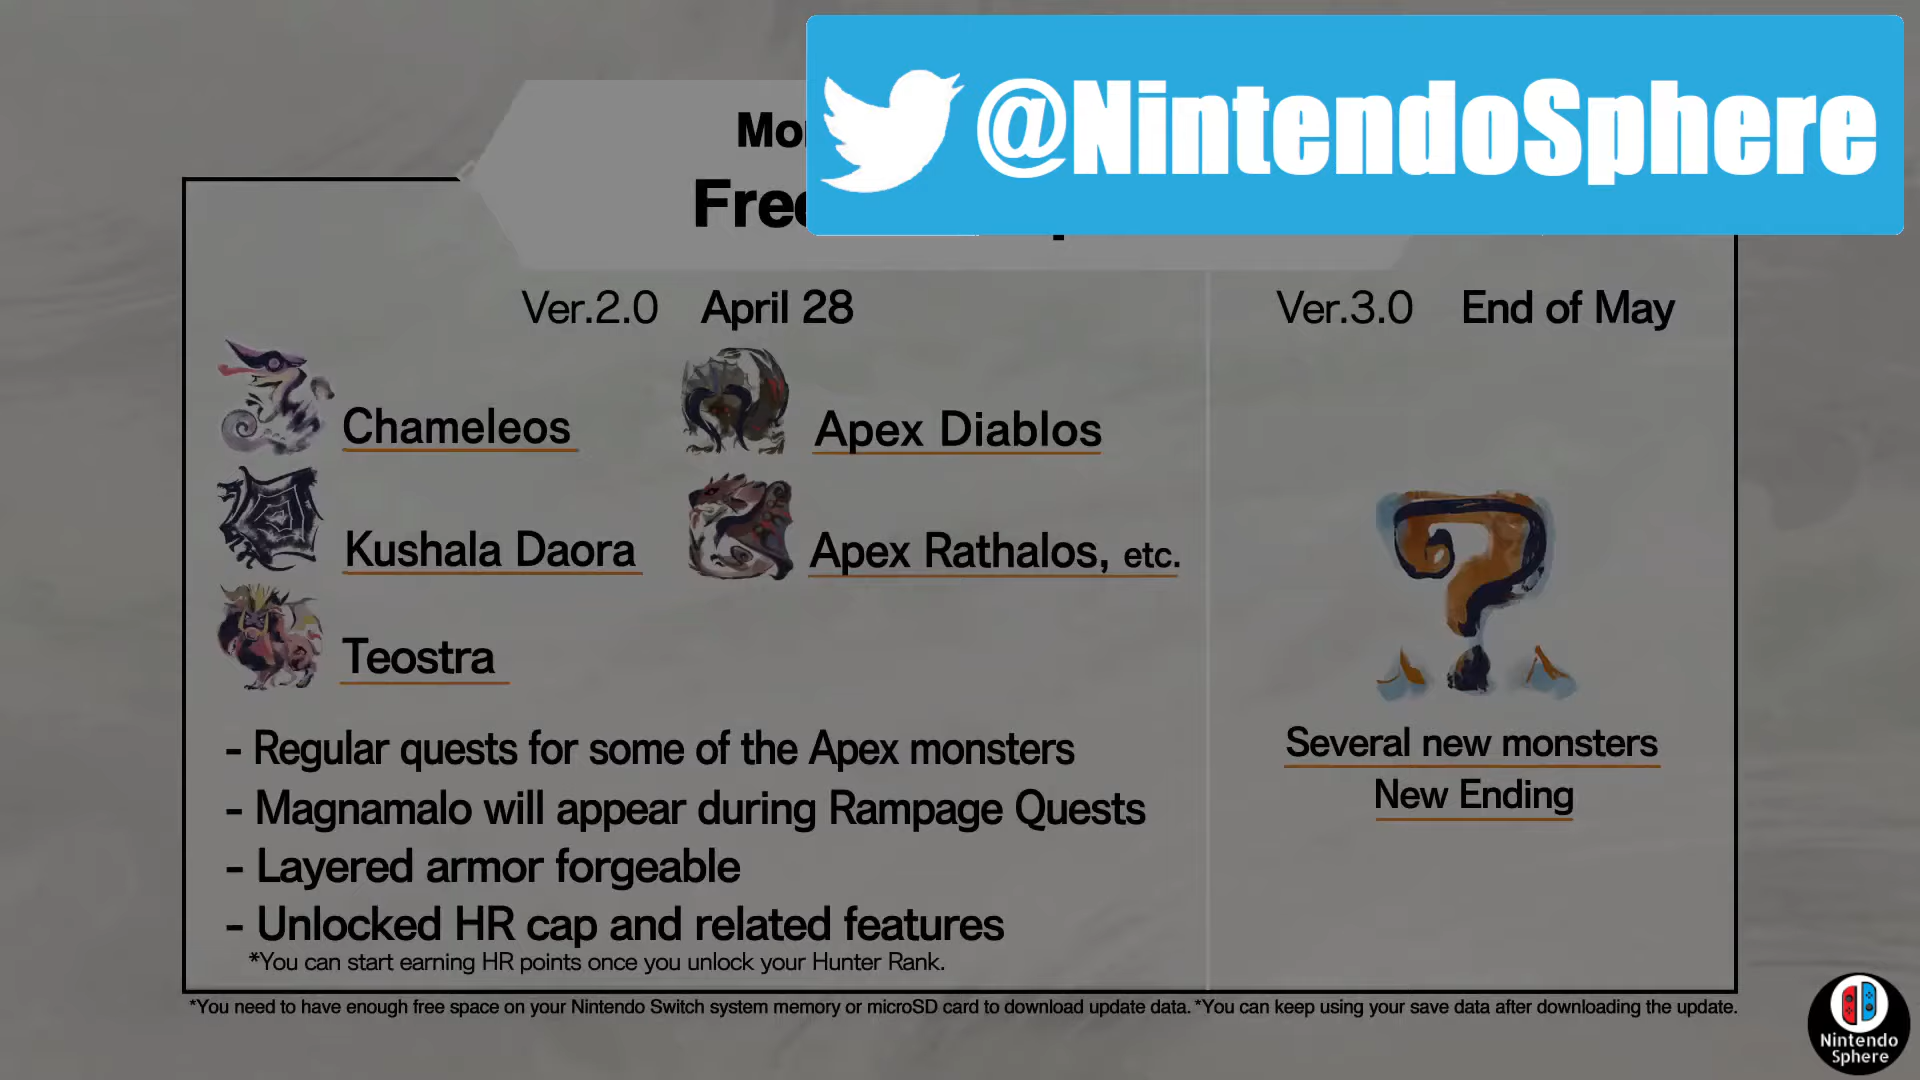 @NintendoSphere
Ver.2.0 April 28
Ver.3.0 End of May
Chameleos
Apex Diablos
Kushala Daora
Apex Rathalos, etc.
Teostra
- Regular quests for some of the Apex monsters
- Magnamalo will appear during Rampage Quests
- Layered armor forgeable
- Unlocked HR cap and related features
*You can start earning HR points once you unlock your Hunter Rank.
Several new monsters
New Ending
*You need to have enough free space on your Nintendo Switch system memory or microSD card to download update data. *You can keep using your save data after downloading the update.
Nintendo
Sphere